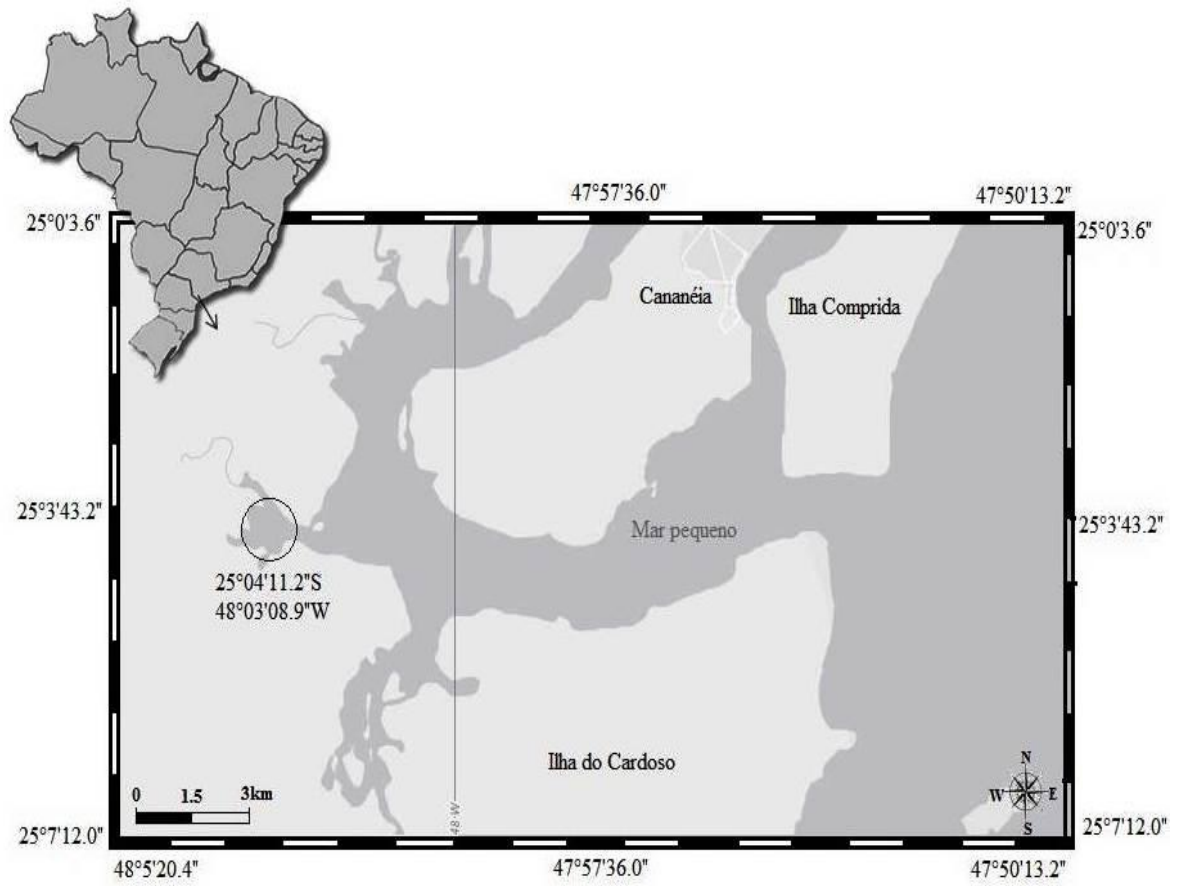 47°57'36.0"
47°50'13.2"
25°0'3.6"
25°0'3.6"
Cananéia
Ilha Comprida
25°3'43.2"
Mar pequeno
25°3'43.2"
25°04'11.2"S
48°03'08.9"W
Ilha do Cardoso
N
W
E
S
0 1.5 3km
48 W
25°7'12.0"
25°7'12.0"
48°5'20.4"
47°57'36.0"
47°50'13.2"